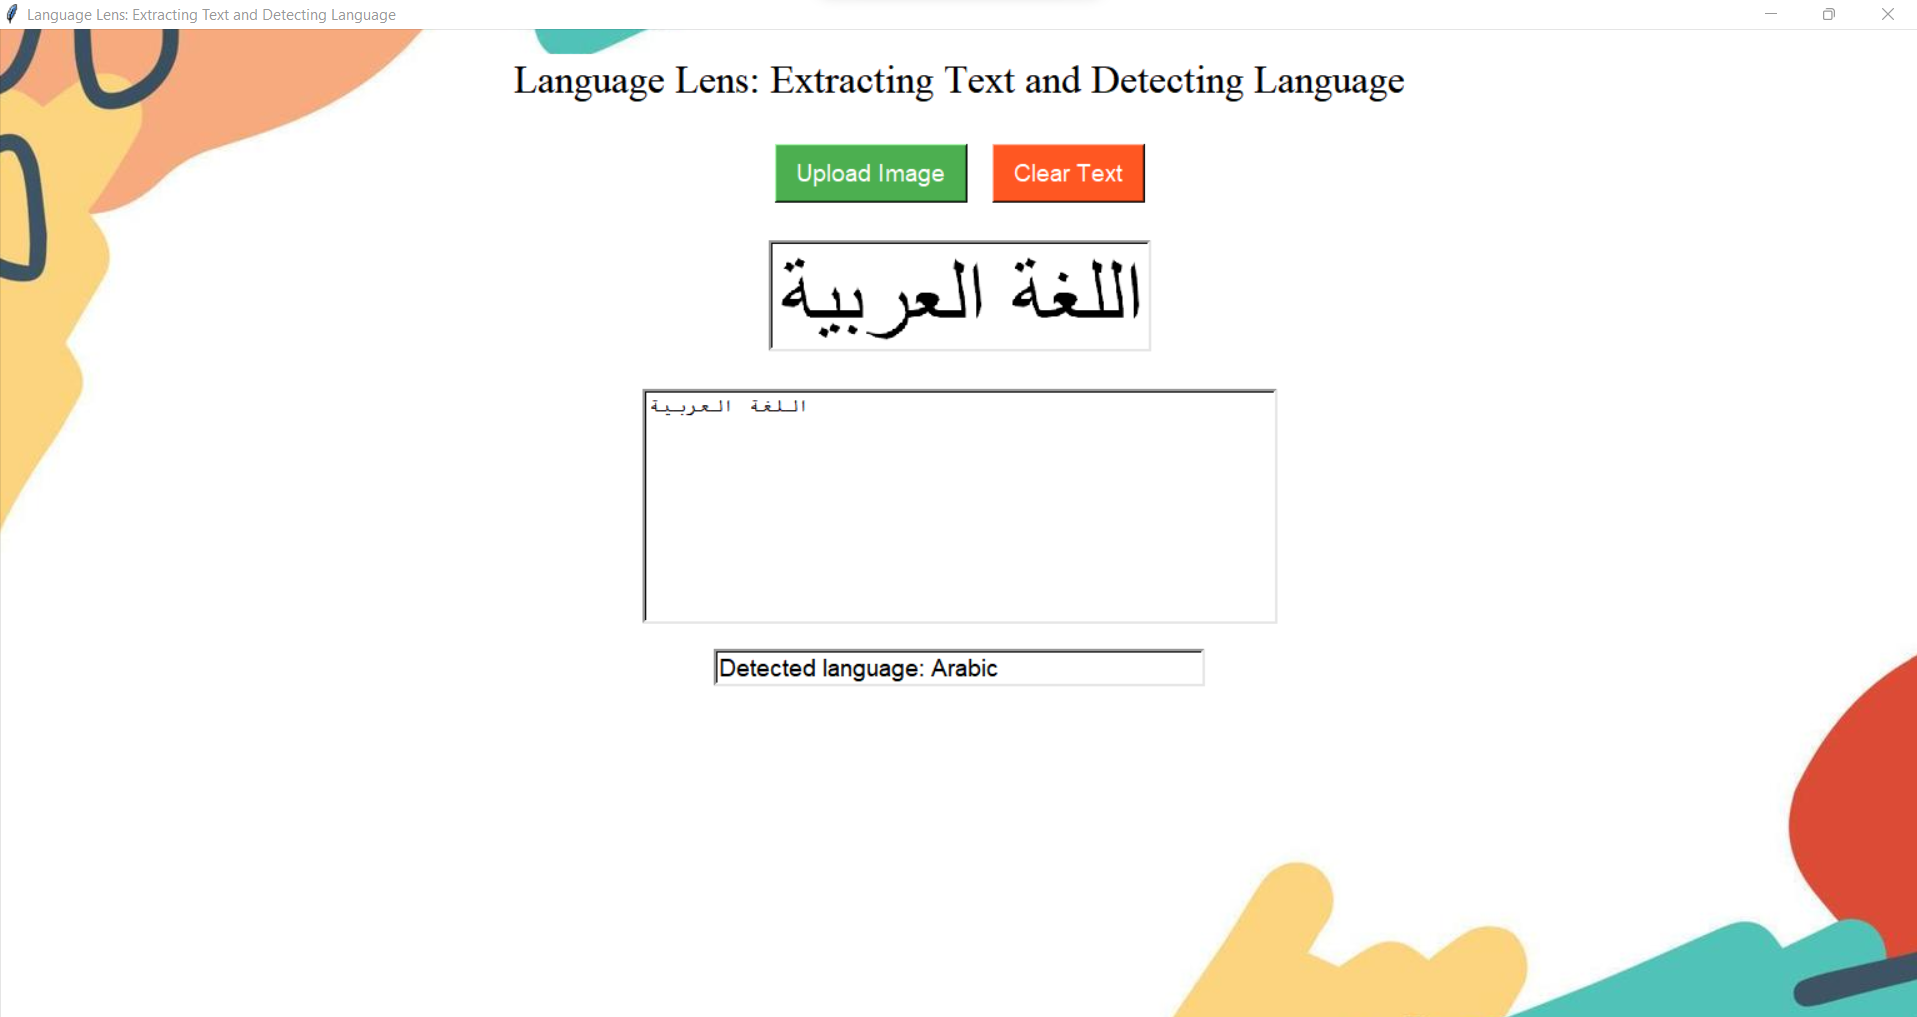 Language Lens: Extracting Text and Detecting Language
Language Lens: Extracting Text and Detecting Language
Upload Image Clear Text
اللغة العربية
اللغة العربية
Detected language: Arabic